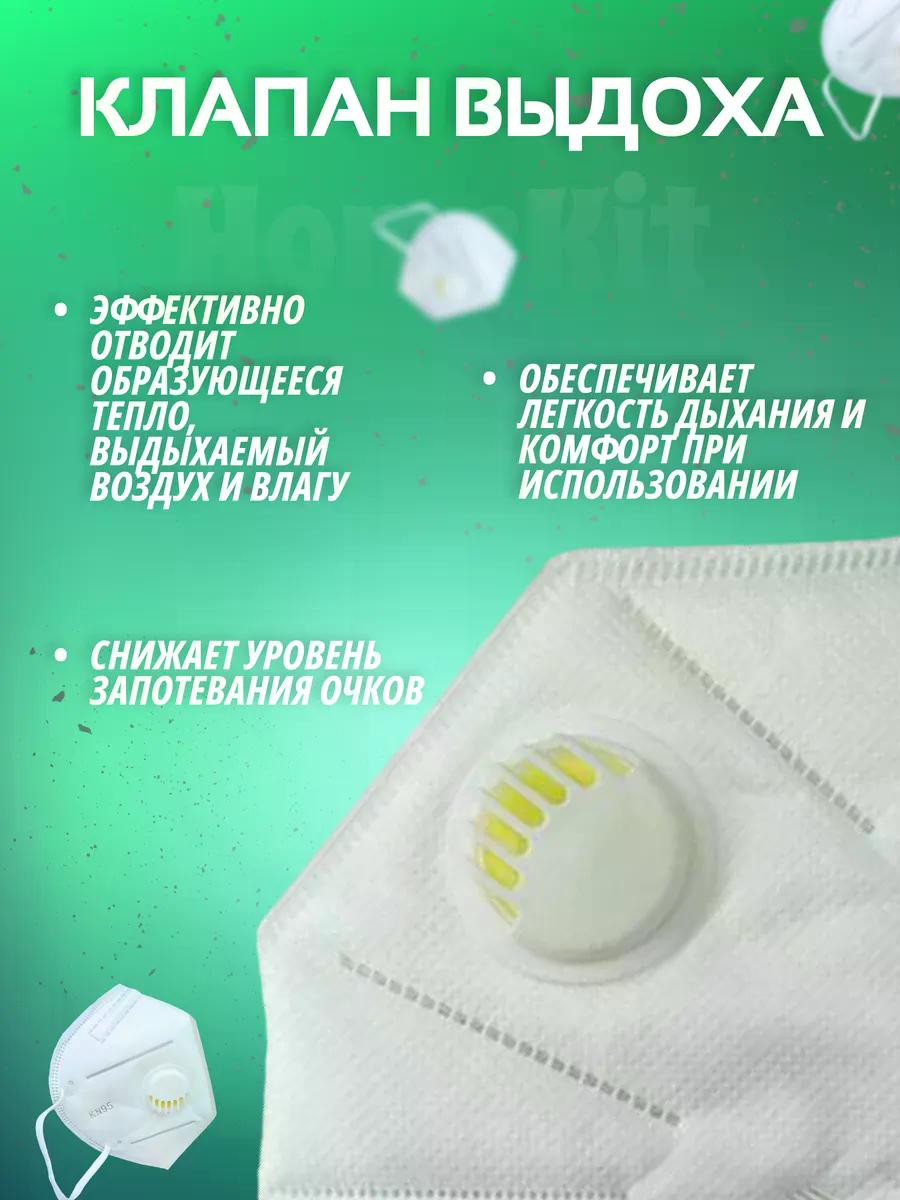 КЛАПАН ВЫДОХА
HomeKit
• ЭФФЕКТИВНО
ОТВОДИТ
ОБРАЗУЮЩЕЕСЯ
ТЕПЛО,
ВЫДЫХАЕМЫЙ
ВОЗДУХ И ВЛАГУ
• ОБЕСПЕЧИВАЕТ
ЛЕГКОСТЬ ДЫХАНИЯ И
КОМФОРТ ПРИ
ИСПОЛЬЗОВАНИИ
• СНИЖАЕТ УРОВЕНЬ
ЗАПОТЕВАНИЯ ОЧКОВ
KN95